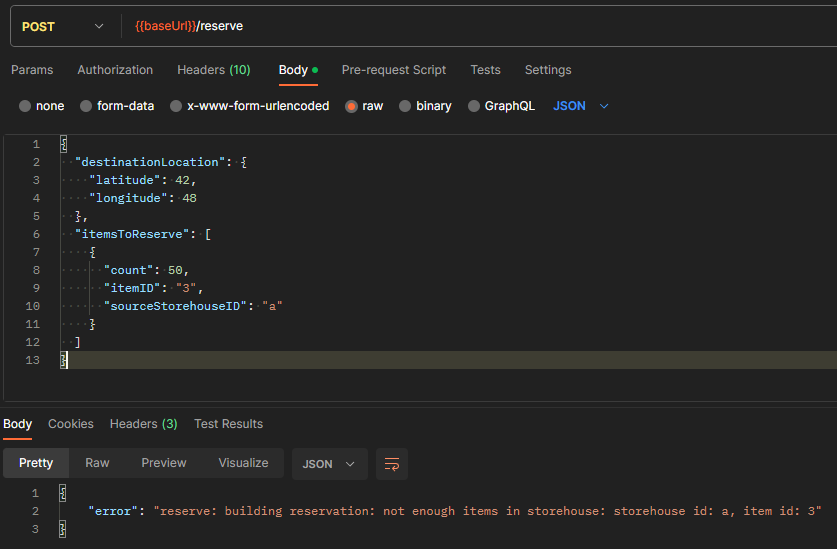 POST {{baseUrl}}/reserve
Params Authorization Headers (10) Body Pre-request Script Tests Settings
none form-data x-www-form-urlencoded raw binary GraphQL JSON
1 {
2 "destinationLocation": {
3 "latitude": 42,
4 "longitude": 48
5 },
6 "itemsToReserve": [
7 {
8 "count": 50,
9 "itemID": "3",
10 "sourceStorehouseID": "a"
11 }
12 ]
13 }
Body Cookies Headers (3) Test Results
Pretty Raw Preview Visualize JSON
1 {
2 "error": "reserve: building reservation: not enough items in storehouse: storehouse id: a, item id: 3"
3 }